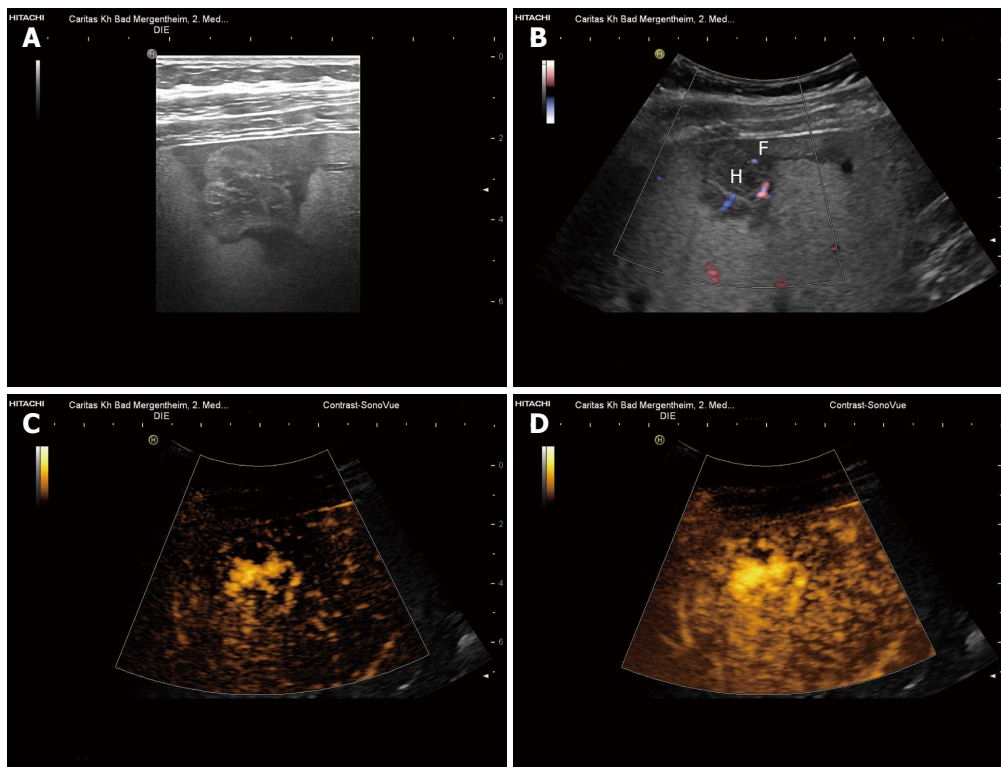 A
HITACHI
Caritas Kh Bad Mergentheim, 2. Med...
DIE
H
0
2
4
6
B
HITACHI
Caritas Kh Bad Mergentheim, 2. Med...
DIE
H
F
H
C
HITACHI
Caritas Kh Bad Mergentheim, 2. Med...
Contrast-SonoVue
DIE
H
0
2
4
6
D
HITACHI
Caritas Kh Bad Mergentheim, 2. Med...
Contrast-SonoVue
DIE
H